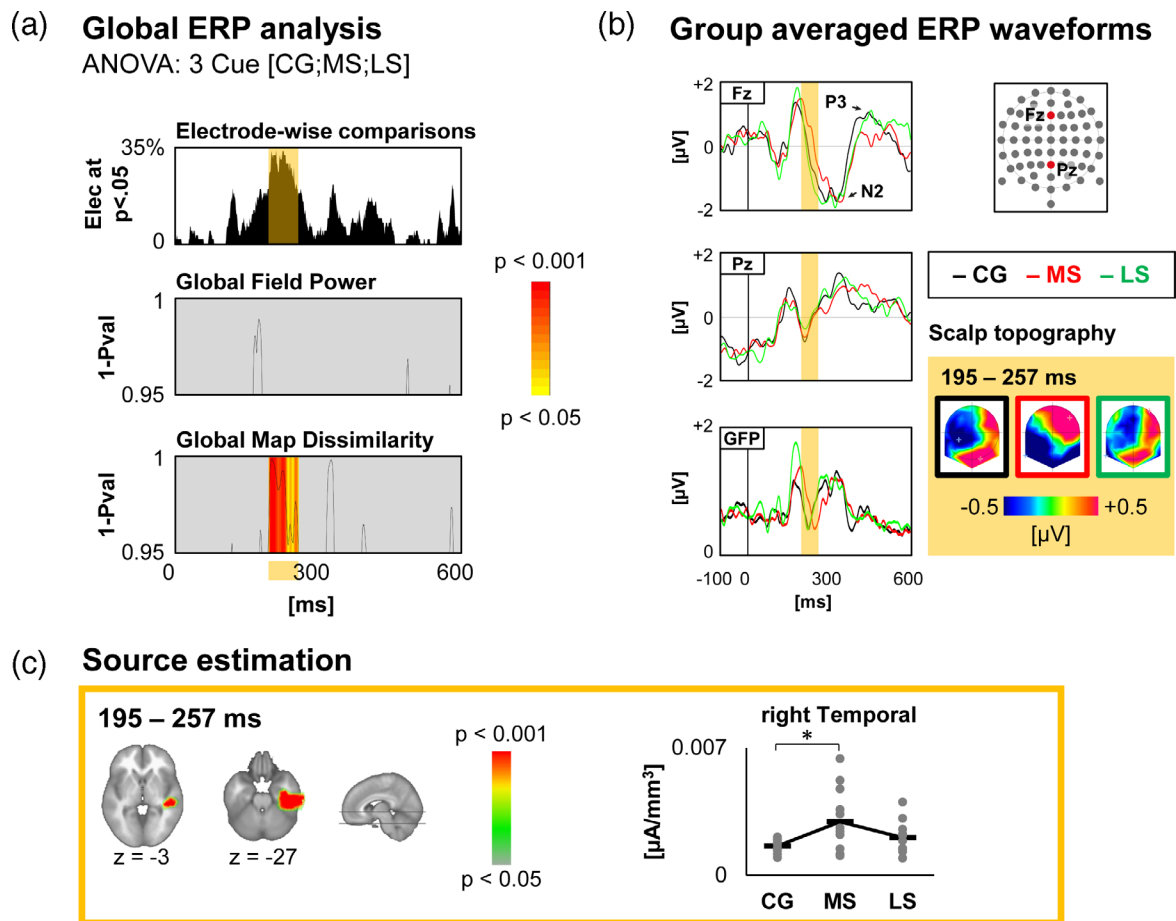 (a) Global ERP analysis
ANOVA: 3 Cue [CG;MS;LS]
Electrode-wise comparisons
35%
Elec at
p<.05
0
Global Field Power
1
1-Pval
0.95
Global Map Dissimilarity
1
1-Pval
0.95
0 300 600
[ms]
p < 0.001
p < 0.05
(b) Group averaged ERP waveforms
+2
Fz
P3
[µV]
0
N2
-2
Fz
Pz
+2
Pz
[µV]
0
-2
– CG – MS – LS
+2
GFP
[µV]
0
-100 0 300 600
[ms]
Scalp topography
195 – 257 ms
-0.5 +0.5
[µV]
(c) Source estimation
195 – 257 ms
z = -3 z = -27
p < 0.001
p < 0.05
right Temporal
*
0.007
[µA/mm³]
0
CG MS LS